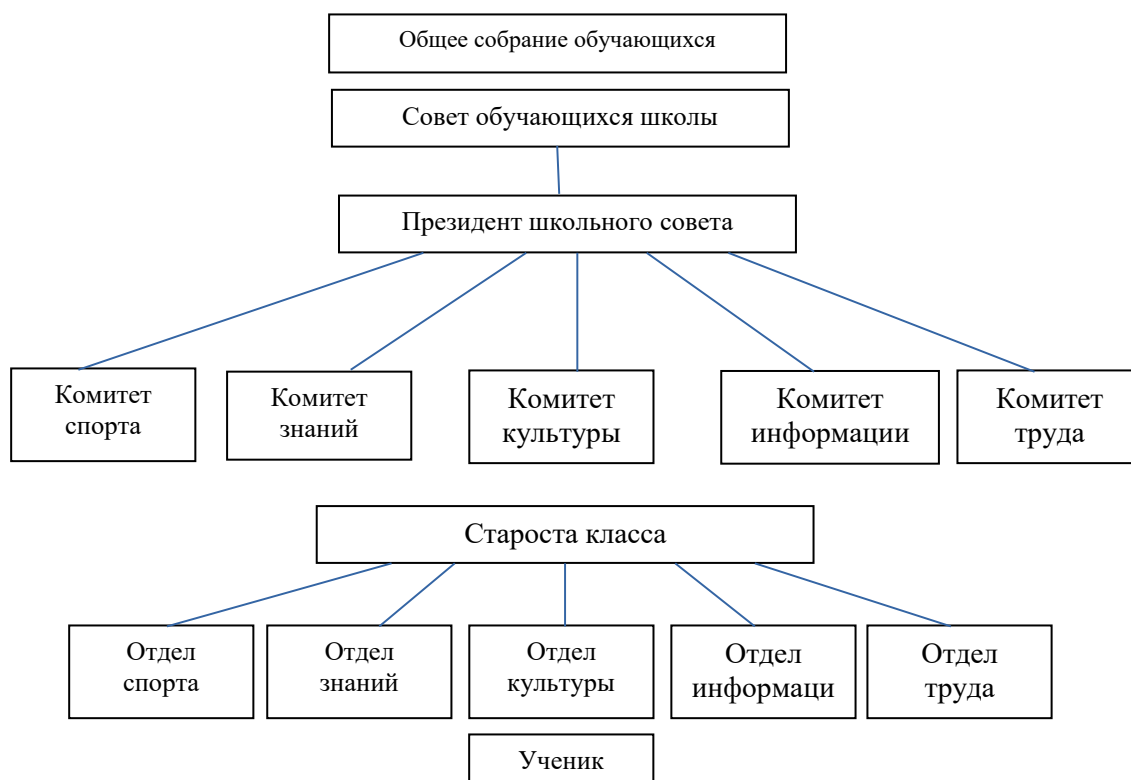 Общее собрание обучающихся
Совет обучающихся школы
Президент школьного совета
Комитет
спорта
Комитет
знаний
Комитет
культуры
Комитет
информации
Комитет
труда
Староста класса
Отдел
спорта
Отдел
знаний
Отдел
культуры
Отдел
информаци
Отдел
труда
Ученик